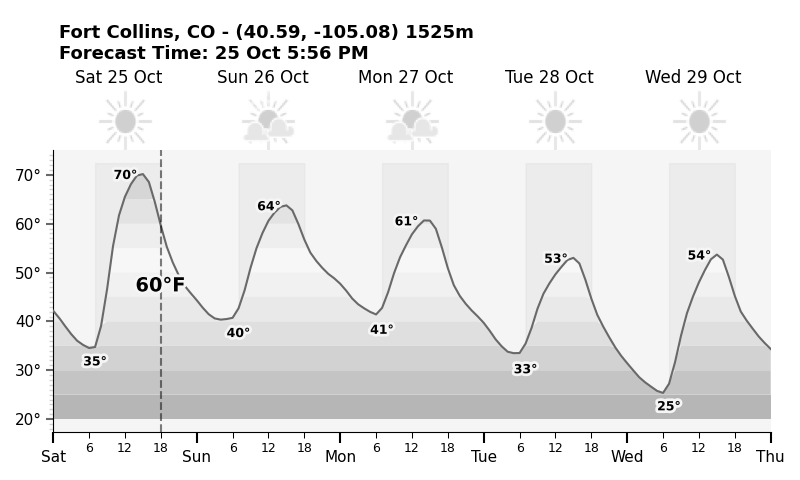 Fort Collins, CO - (40.59, -105.08) 1525m
Forecast Time: 25 Oct 5:56 PM
Sat 25 Oct Sun 26 Oct Mon 27 Oct Tue 28 Oct Wed 29 Oct
70°
60°
50°
40°
30°
20°
70° 64° 61° 53° 54°
60°F
35° 40° 41° 33° 25°
6 12 18 6 12 18 6 12 18 6 12 18 6 12 18
Sat Sun Mon Tue Wed Thu